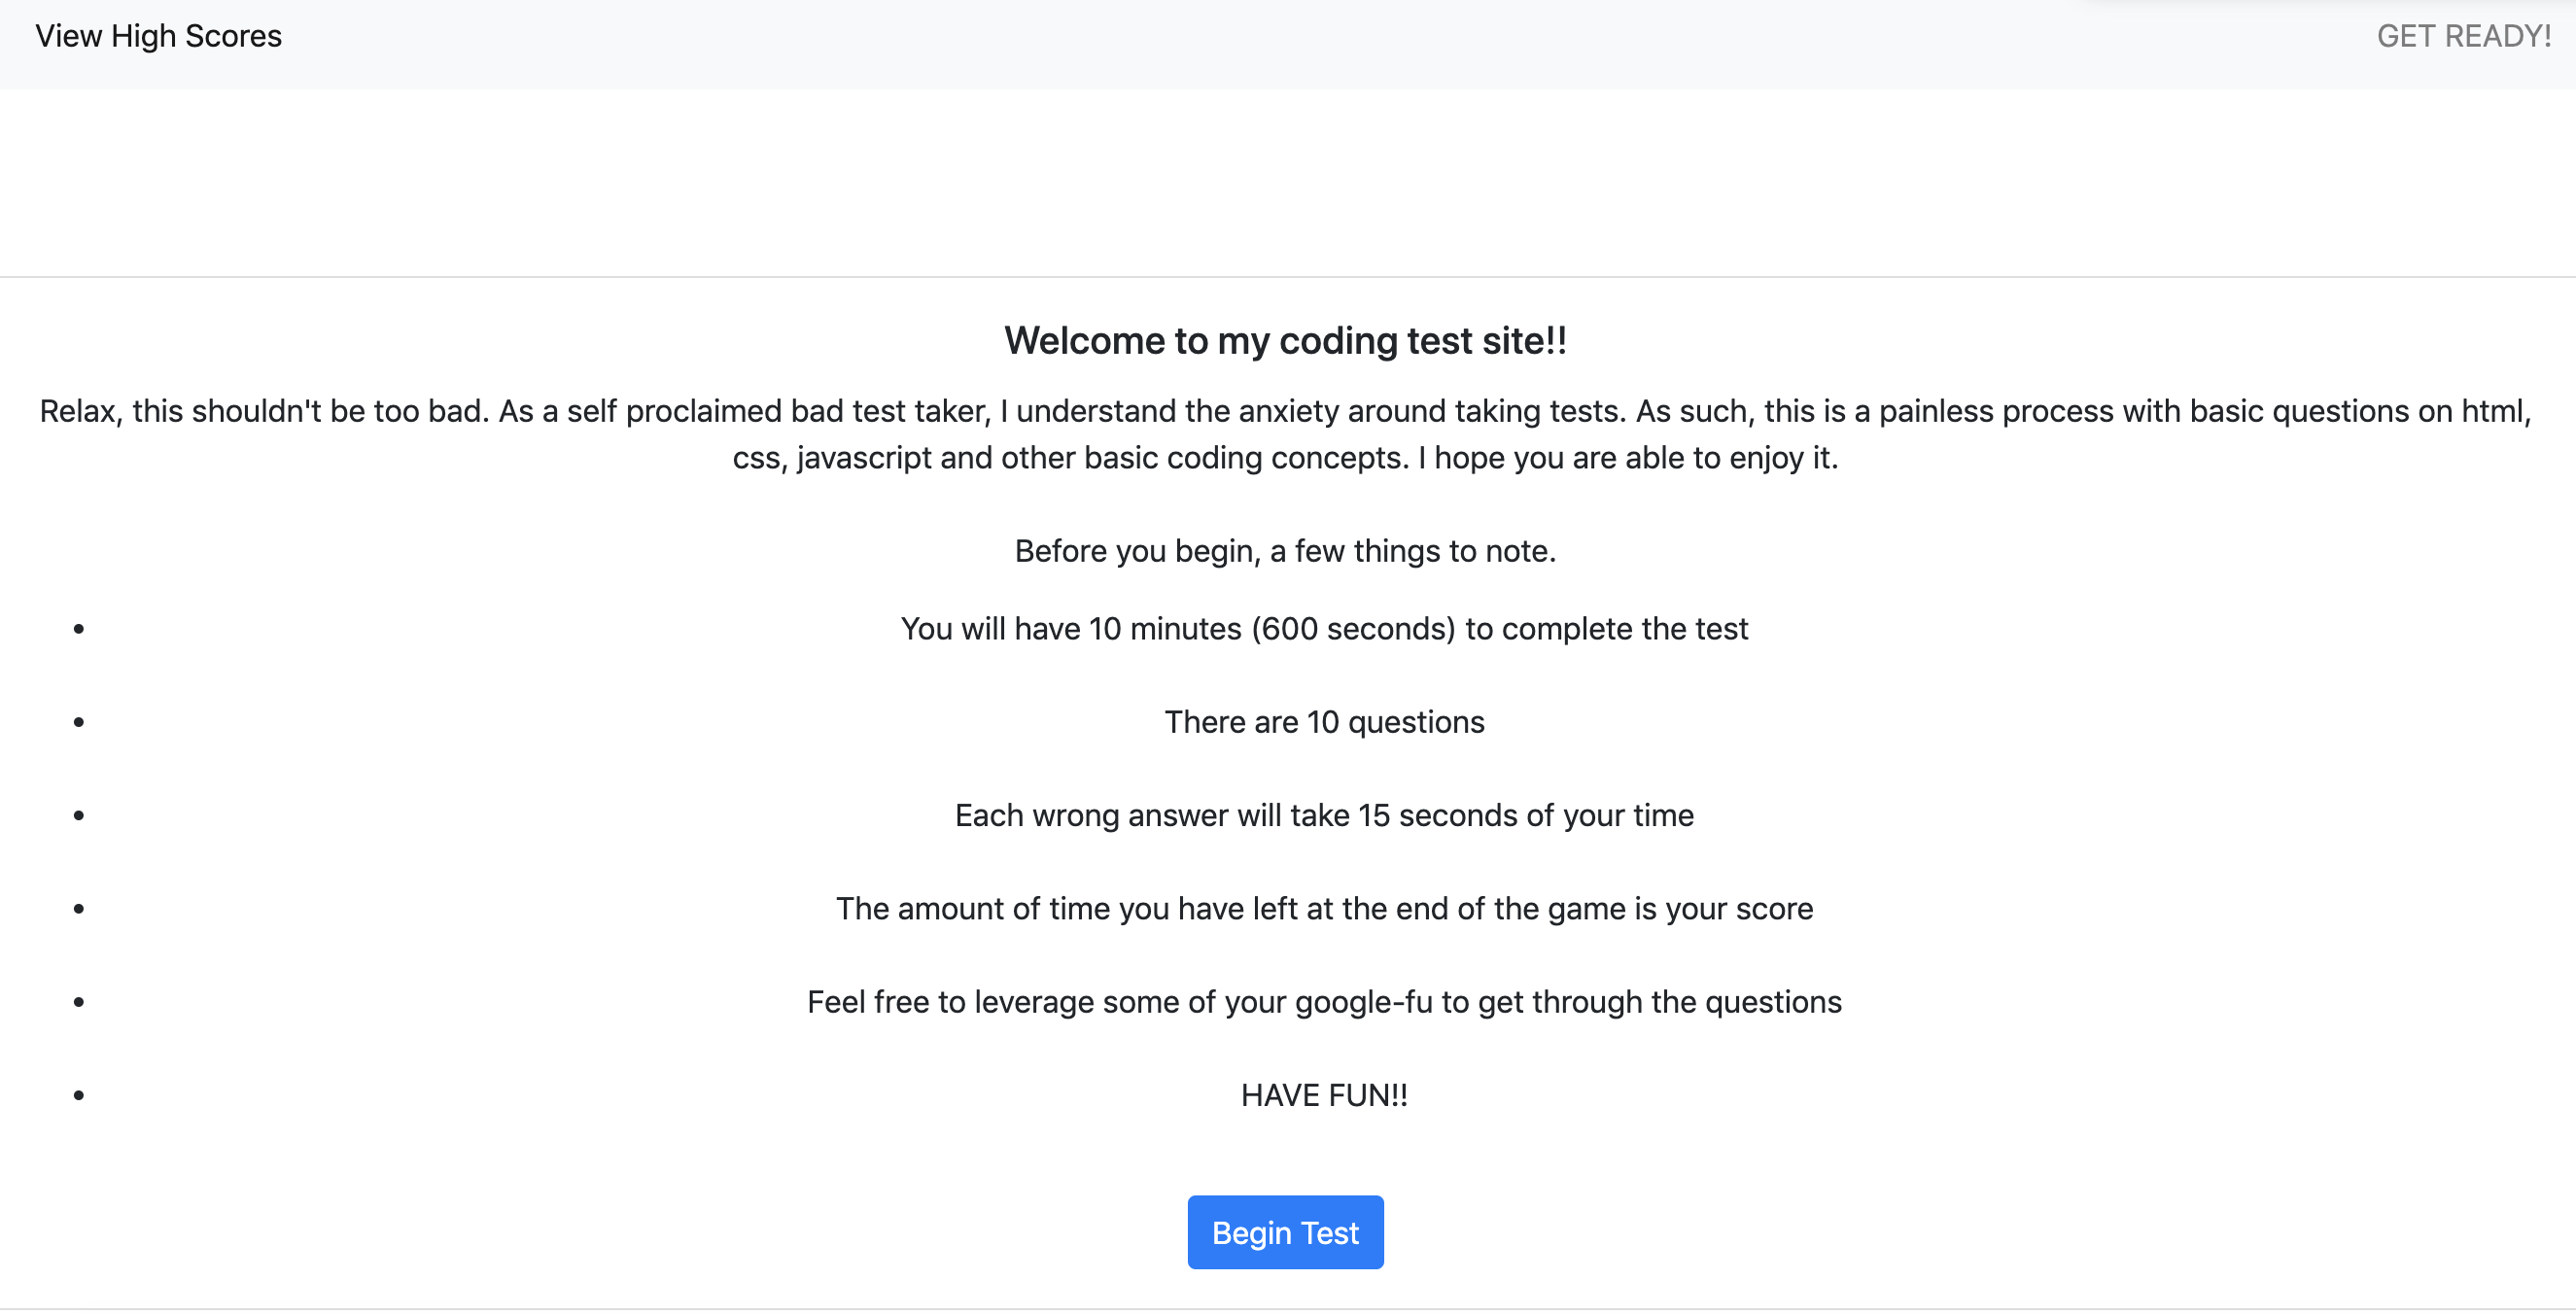 View High Scores
GET READY!
Welcome to my coding test site!!
Relax, this shouldn't be too bad. As a self proclaimed bad test taker, I understand the anxiety around taking tests. As such, this is a painless process with basic questions on html,
css, javascript and other basic coding concepts. I hope you are able to enjoy it.
Before you begin, a few things to note.
• You will have 10 minutes (600 seconds) to complete the test
• There are 10 questions
• Each wrong answer will take 15 seconds of your time
• The amount of time you have left at the end of the game is your score
• Feel free to leverage some of your google-fu to get through the questions
• HAVE FUN!!
Begin Test